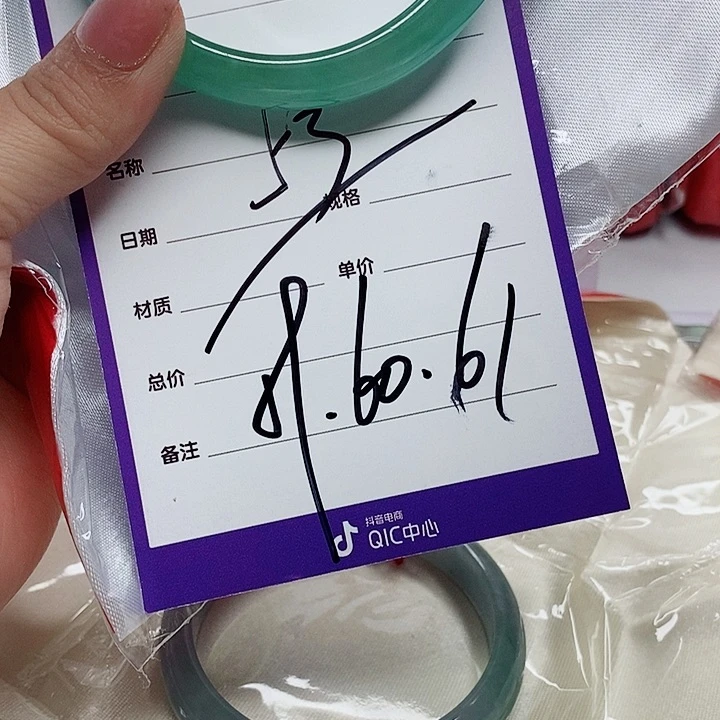 名称
53
日期
规格
材质
单价
总价
.60.61
备注
抖音电商
QIC中心